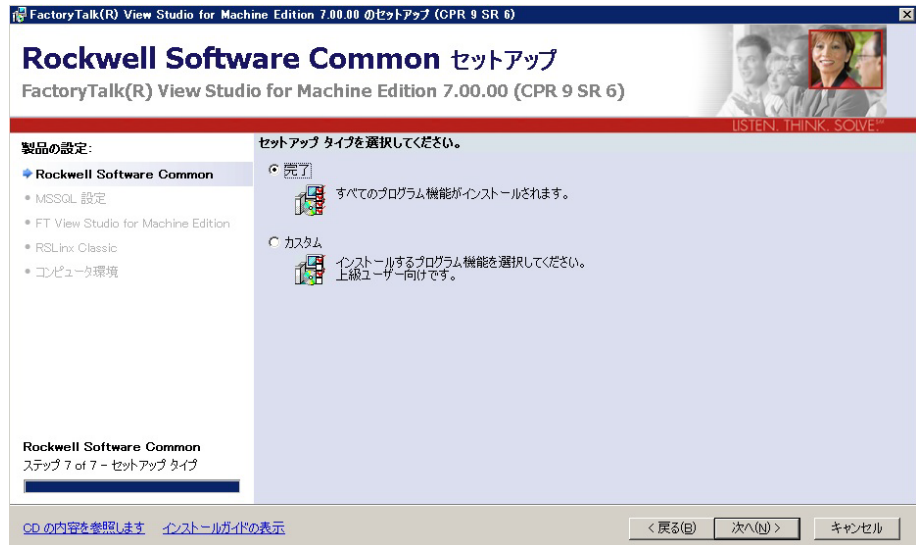 FactoryTalk(R) View Studio for Machine Edition 7.00.00 のセットアップ (CPR 9 SR 6)
Rockwell Software Common セットアップ
FactoryTalk(R) View Studio for Machine Edition 7.00.00 (CPR 9 SR 6)
LISTEN. THINK. SOLVE.℠
製品の設定:
Rockwell Software Common
MSSQL 設定
FT View Studio for Machine Edition
RSLinx Classic
コンピュータ環境
セットアップ タイプを選択してください。
完了
すべてのプログラム機能がインストールされます。
カスタム
インストールするプログラム機能を選択してください。
上級ユーザー向けです。
Rockwell Software Common
ステップ 7 of 7 - セットアップ タイプ
CD の内容を参照します インストールガイドの表示
< 戻る(B) 次へ(N) > キャンセル